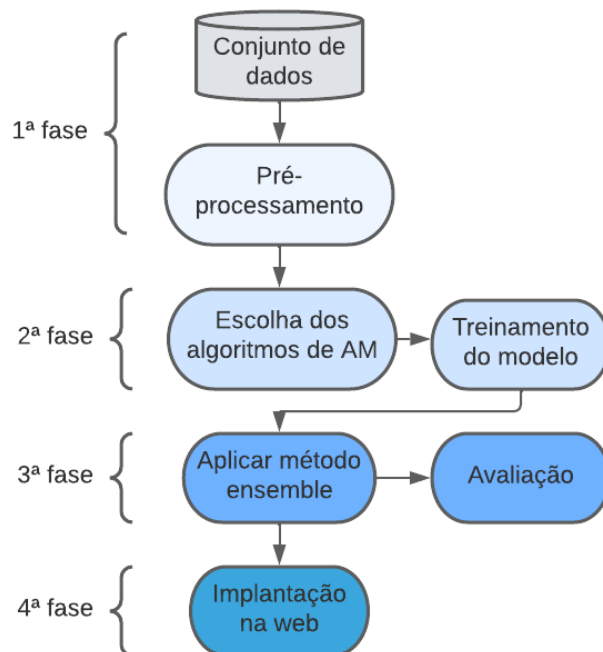 Conjunto de
dados
1ª fase
Pré-
processamento
2ª fase
Escolha dos
algoritmos de AM
Treinamento
do modelo
3ª fase
Aplicar método
ensemble
Avaliação
4ª fase
Implantação
na web